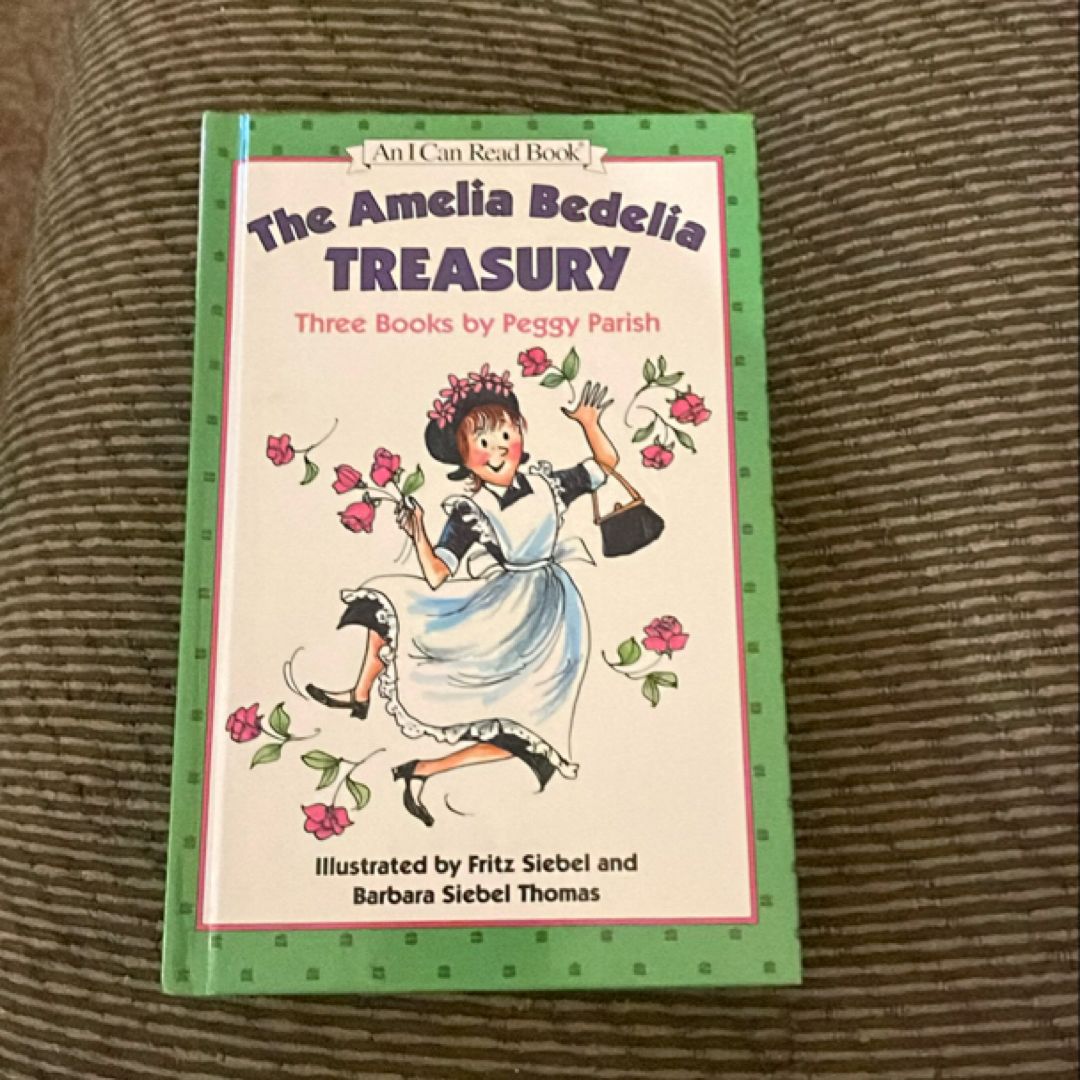 An I Can Read Book®
The Amelia Bedelia
TREASURY
Three Books by Peggy Parish
Illustrated by Fritz Siebel and
Barbara Siebel Thomas